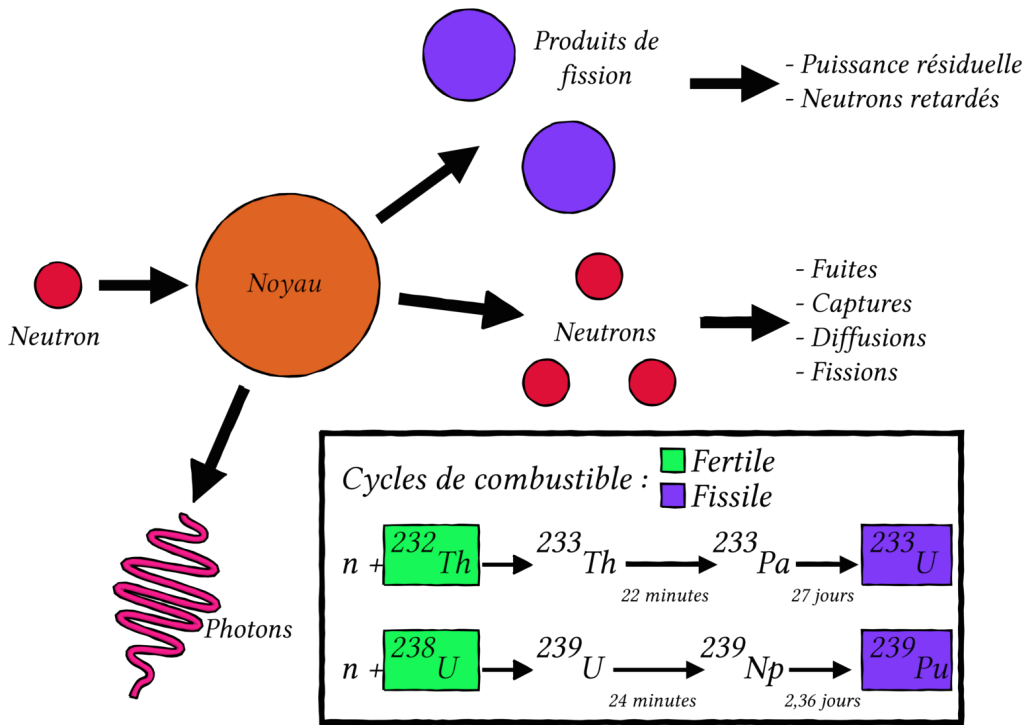 Produits de
fission
- Puissance résiduelle
- Neutrons retardés
Noyau
Neutron
Neutrons
- Fuites
- Captures
- Diffusions
- Fissions
Photons
Cycles de combustible :
Fertile
Fissile
n + 232Th 233Th 233Pa 233U
22 minutes 27 jours
n + 238U 239U 239Np 239Pu
24 minutes 2,36 jours